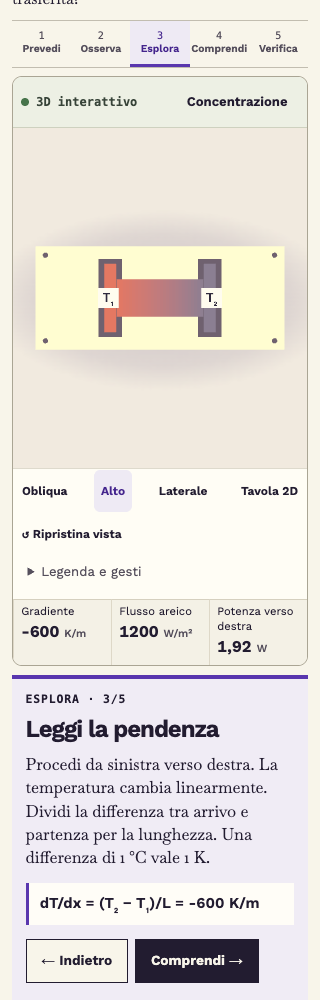 1
Prevedi
2
Osserva
3
Esplora
4
Comprendi
5
Verifica
3D interattivo
Concentrazione
T₁
T₂
Obliqua
Alto
Laterale
Tavola 2D
↺ Ripristina vista
▶ Legenda e gesti
Gradiente
-600 K/m
Flusso areico
1200 W/m²
Potenza verso
destra
1,92 W
ESPLORA · 3/5
Leggi la pendenza
Procedi da sinistra verso destra. La
temperatura cambia linearmente.
Dividi la differenza tra arrivo e
partenza per la lunghezza. Una
differenza di 1 °C vale 1 K.
dT/dx = (T₂ − T₁)/L = -600 K/m
← Indietro
Comprendi →